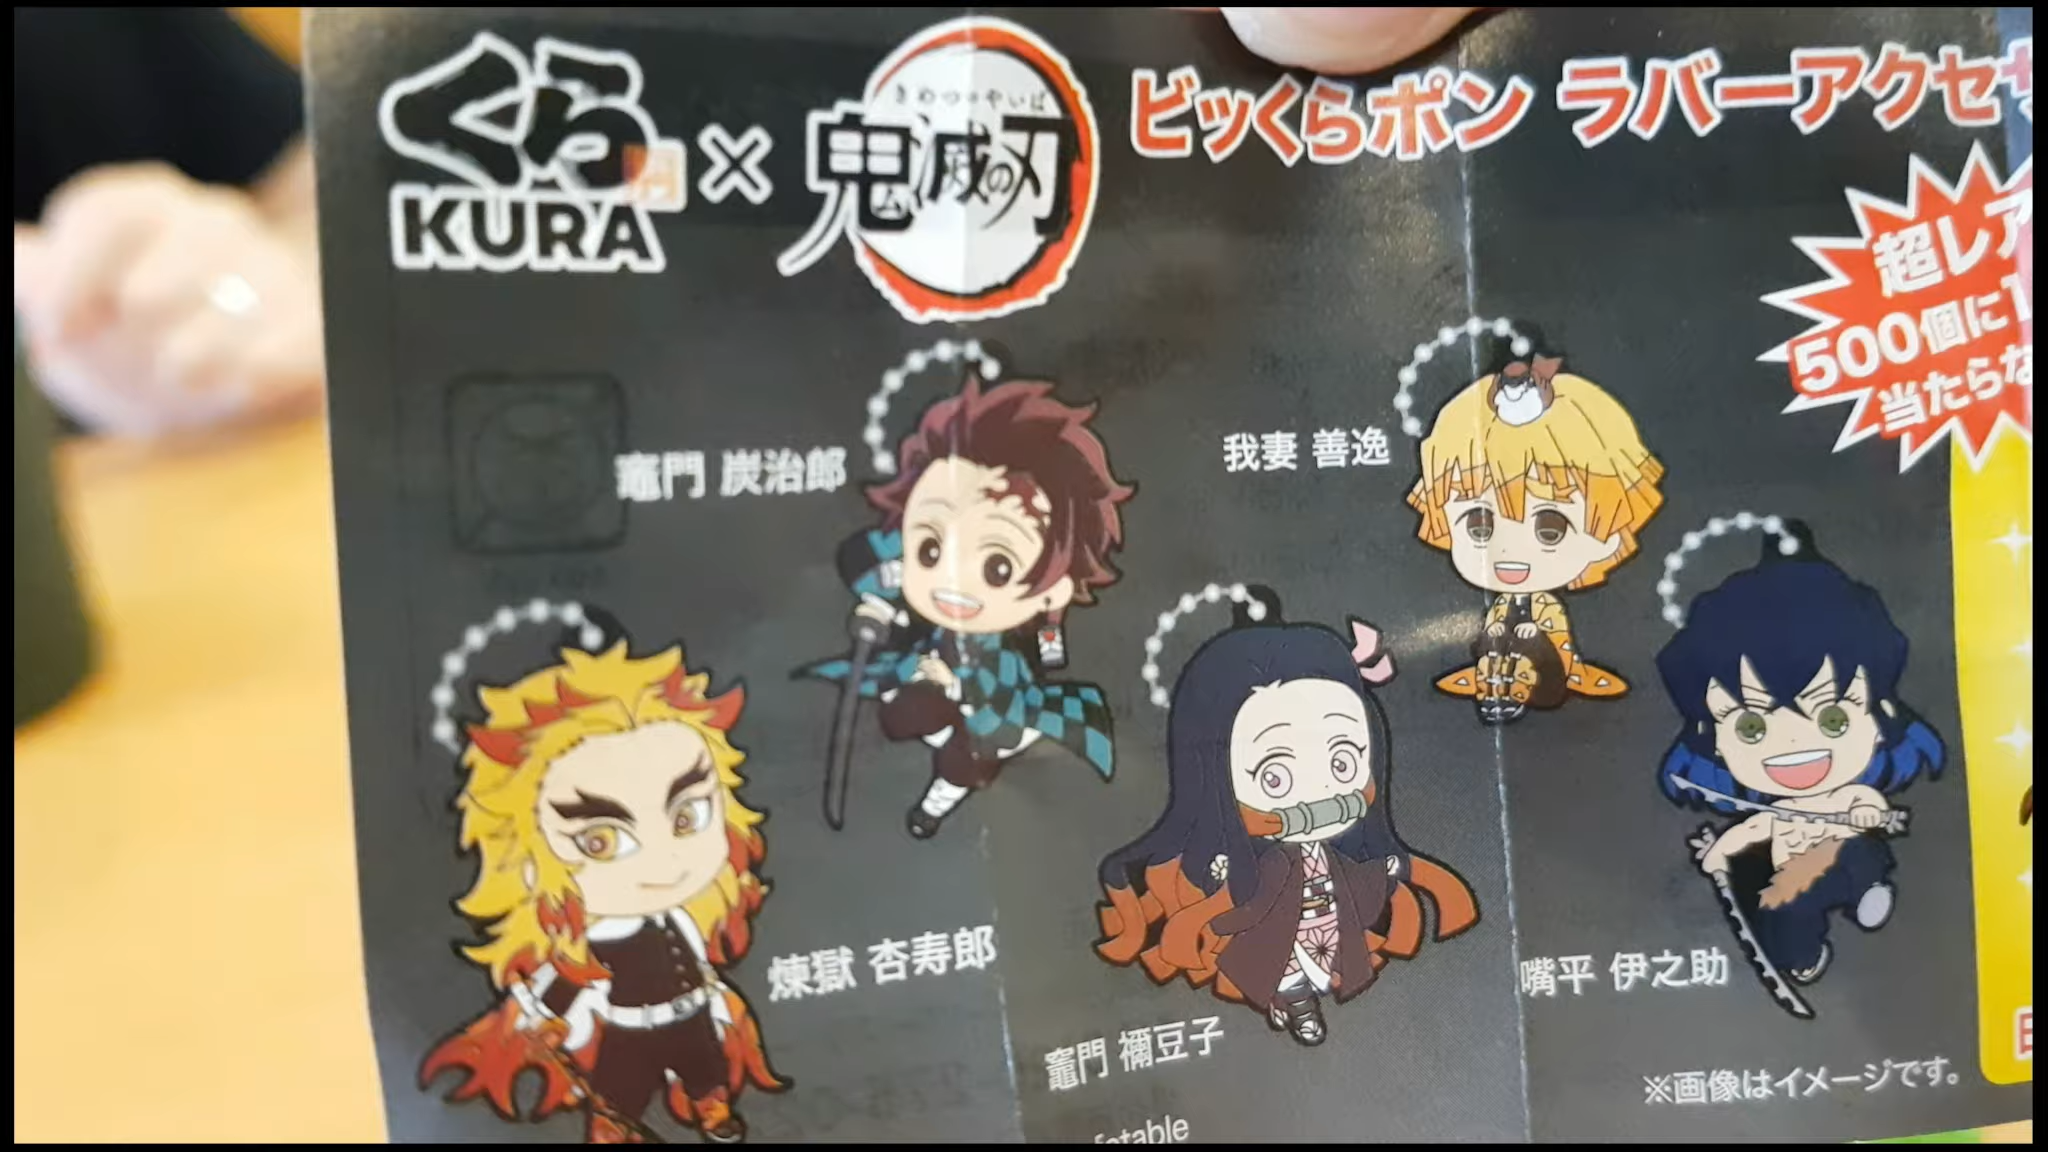 くら
KURA
×
きめつのやいば
鬼滅の刃
ビッくらポン ラバーアクセサ
超レア
500個に1
当たらな
竈門 炭治郎
我妻 善逸
煉獄 杏寿郎
竈門 禰豆子
嘴平 伊之助
※画像はイメージです。